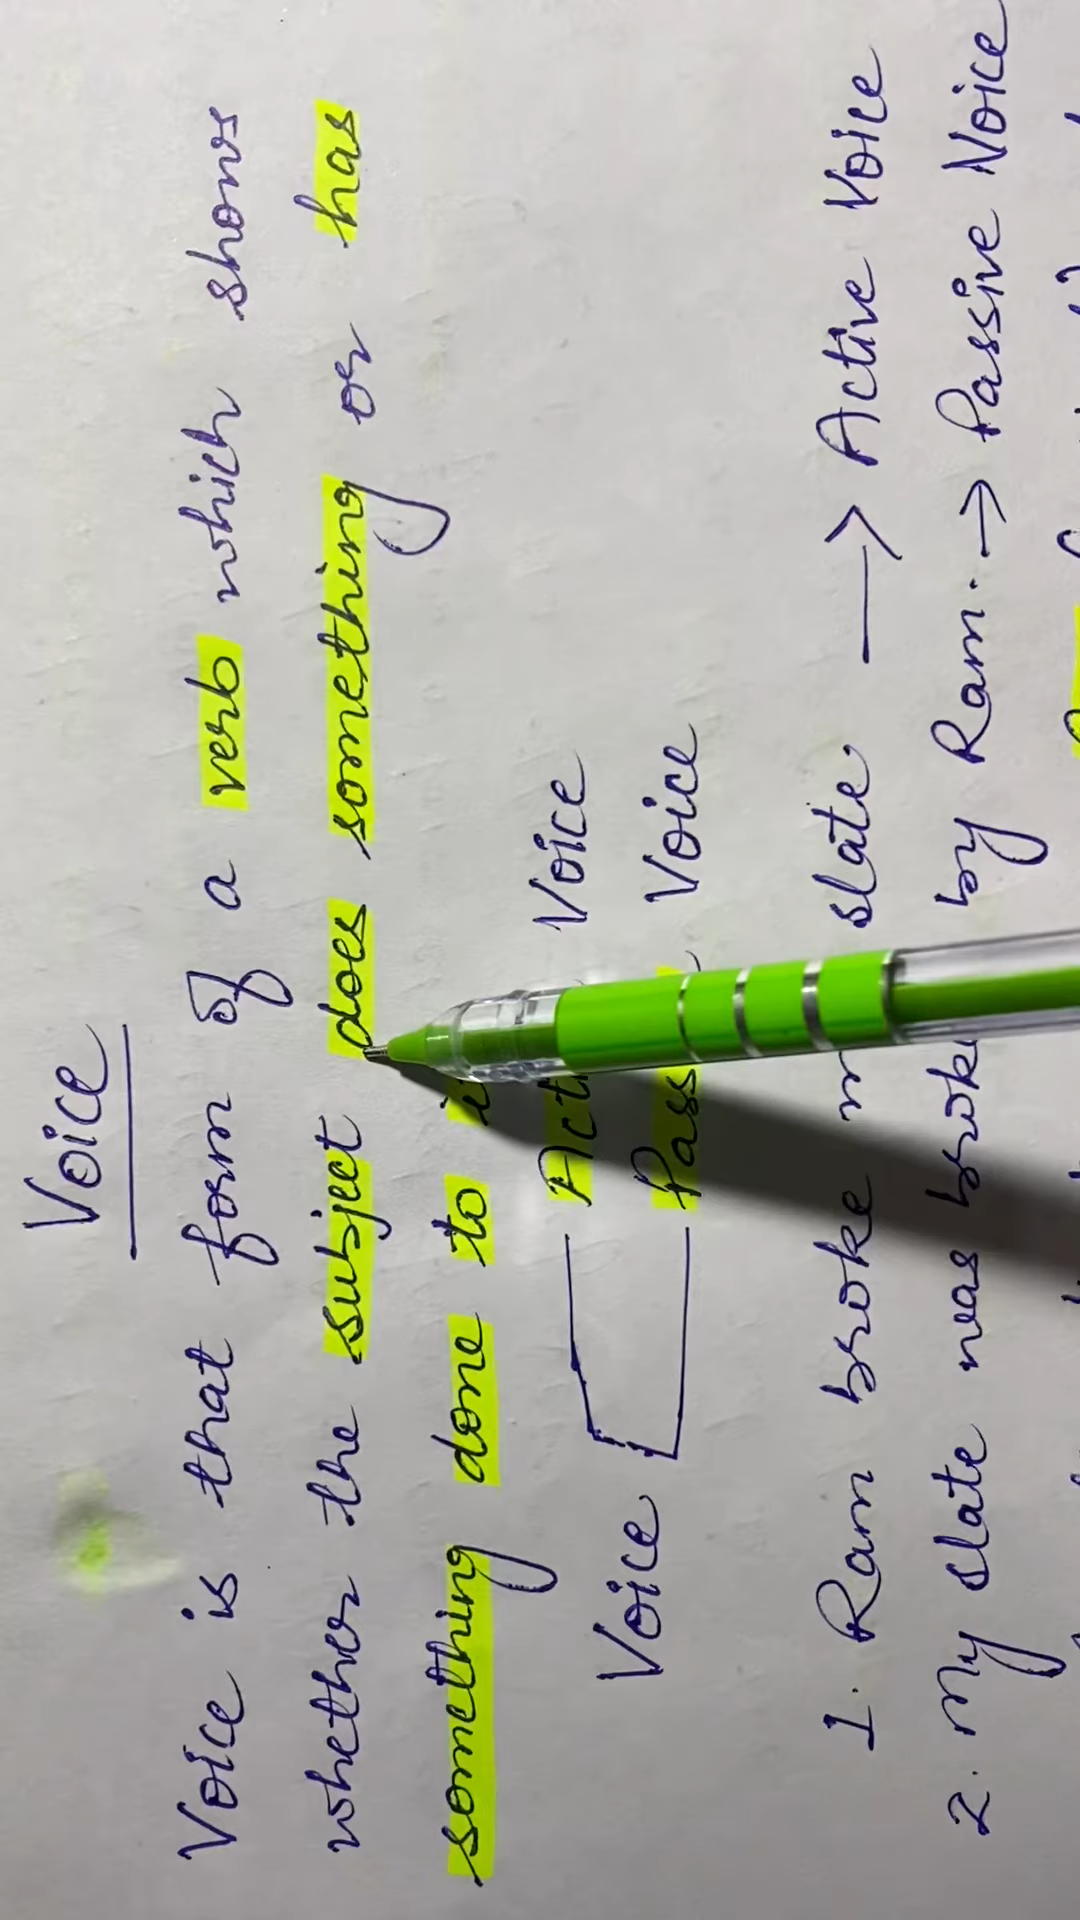 Voice
Voice is that form of a verb which shows
whether the subject does something or has
something done to it
Voice Voice
Voice
1. Ram broke slate → Active Voice
2. My slate was by Ram. → Passive Voice